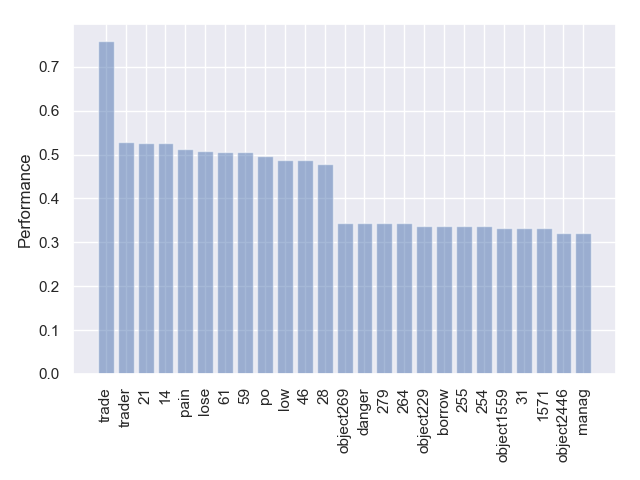 Performance
0.7
0.6
0.5
0.4
0.3
0.2
0.1
0.0
trade
trader
21
14
pain
lose
61
59
po
low
46
28
object269
danger
279
264
object229
borrow
255
254
object1559
31
1571
object2446
manag